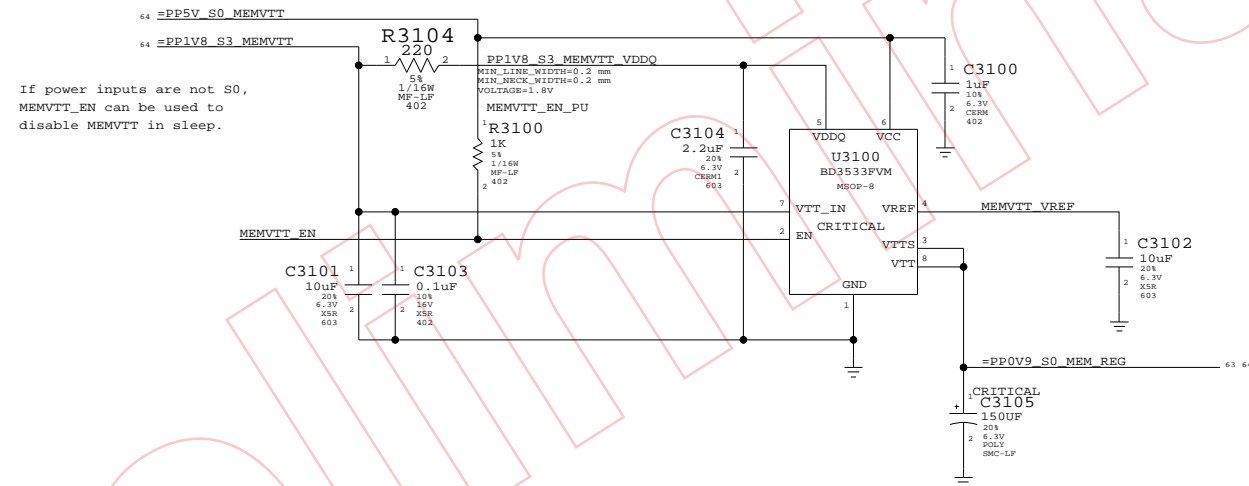 64 =PP5V_S0_MEMVTT
64 =PP1V8_S3_MEMVTT
If power inputs are not S0,
MEMVTT_EN can be used to
disable MEMVTT in sleep.
R3104
220
1 2
5%
1/16W
MF-LF
402
PP1V8_S3_MEMVTT_VDDQ
MIN_LINE_WIDTH=0.2 mm
MIN_NECK_WIDTH=0.2 mm
VOLTAGE=1.8V
MEMVTT_EN_PU
1
R3100
1K
5%
1/16W
MF-LF
402
2
C3104
1
2.2uF
20%
6.3V
CERM1
603
2
1
C3100
1uF
10%
6.3V
CERM
402
2
5 6
VDDQ VCC
U3100
BD3533FVM
MSOP-8
7 VTT_IN VREF 4
CRITICAL
2 EN
VTTS 3
VTT 8
GND
1
MEMVTT_EN
MEMVTT_VREF
1
C3102
10uF
20%
6.3V
X5R
603
2
C3101
1
10uF
20%
6.3V
X5R
603
2
1
C3103
0.1uF
10%
16V
X5R
402
2
=PP0V9_S0_MEM_REG 63 64
CRITICAL
1
+
C3105
150UF
20%
6.3V
POLY
SMC-LF
2